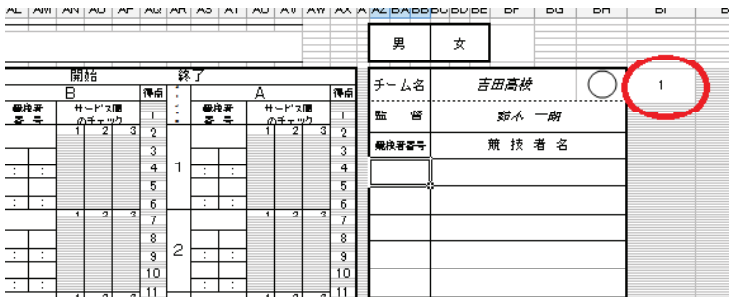 AL AM AN AO AP AQ AR AS AT AU AV AW AX A AZ BA BB BC BD BE BF BG BH BI
男 女
開始 終了
B 得点 A 得点
チーム名 吉田高校 1
競技者番号 サービス順のチェック 競技者番号 サービス順のチェック
監督 鈴木 一朗
1 1
1 2 3 2 1 2 3 2
競技者番号 競技者名
3 3
: : 4 1 : : 4
5 5
: : 6 : : 6
1 2 3 7 1 2 3 7
8 8
: : 9 2 : : 9
10 10
: : 11 : : 11